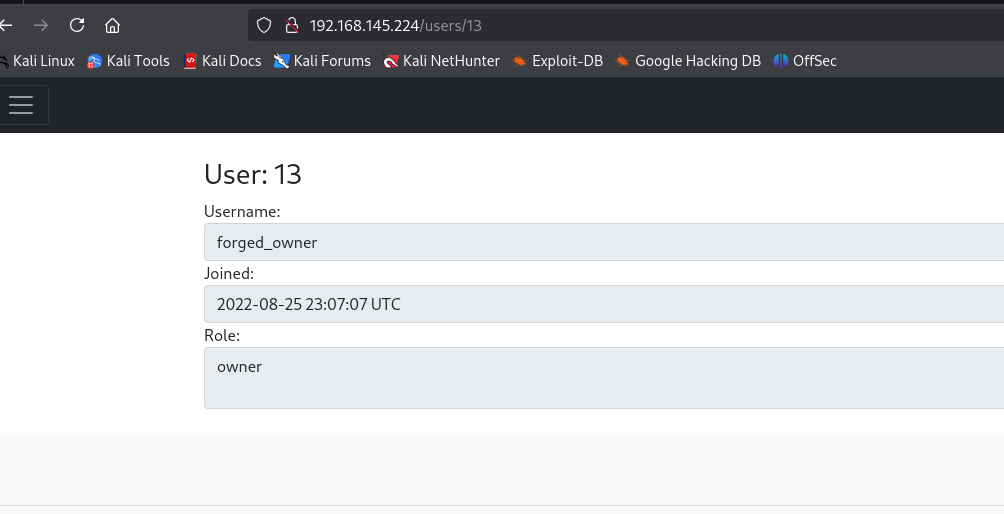 192.168.145.224/users/13
Kali Linux Kali Tools Kali Docs Kali Forums Kali NetHunter Exploit-DB Google Hacking DB OffSec
User: 13
Username:
forged_owner
Joined:
2022-08-25 23:07:07 UTC
Role:
owner